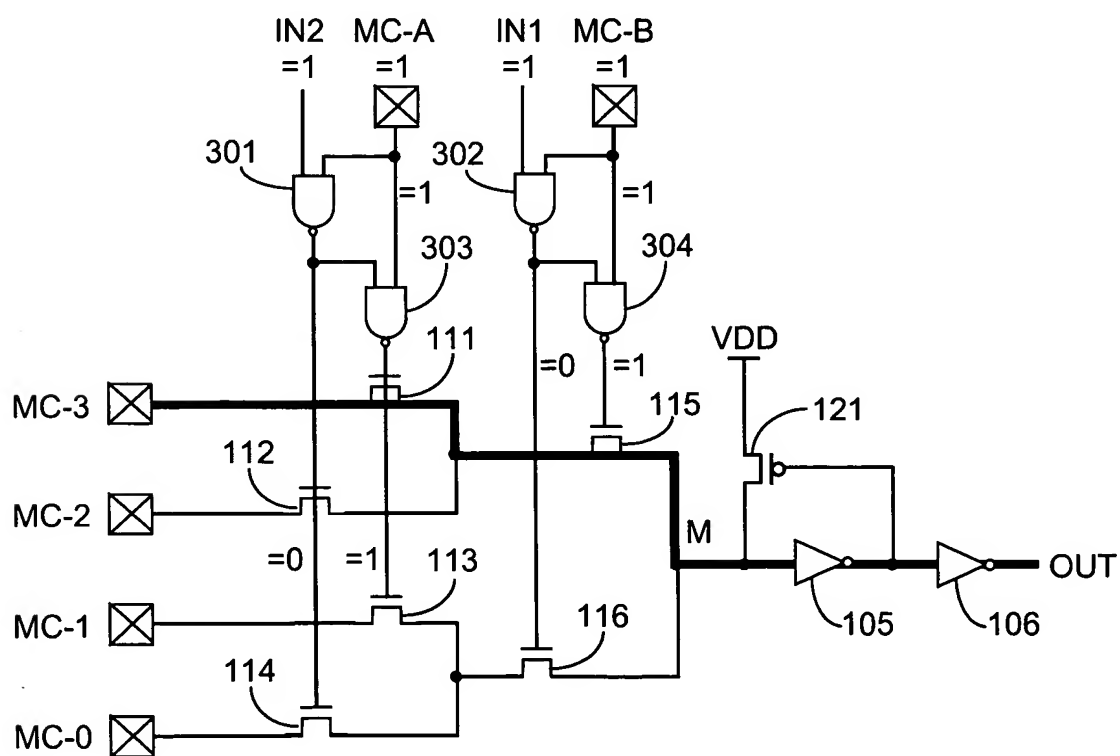 IN2 MC-A IN1 MC-B
=1 =1 =1 =1
301 302
=1 =1
303 304
111 =0 =1 VDD
MC-3 115 121
112
MC-2 M
=0 =1 113 OUT
MC-1 116 105 106
114
MC-0